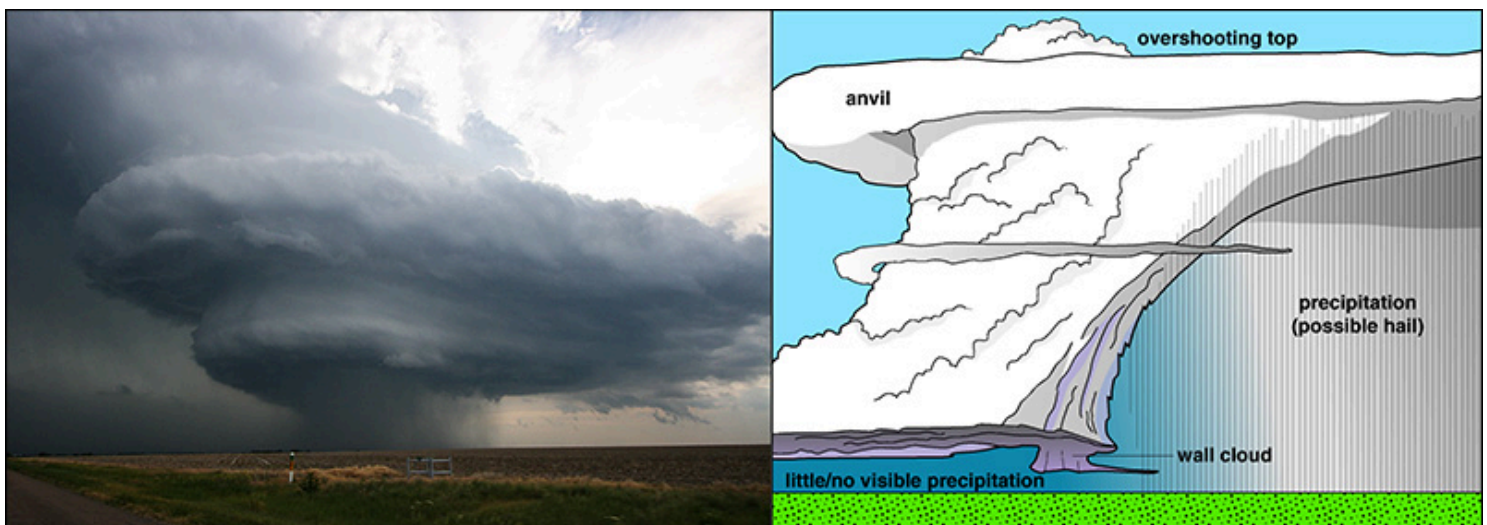 overshooting top
anvil
precipitation
(possible hail)
wall cloud
little/no visible precipitation